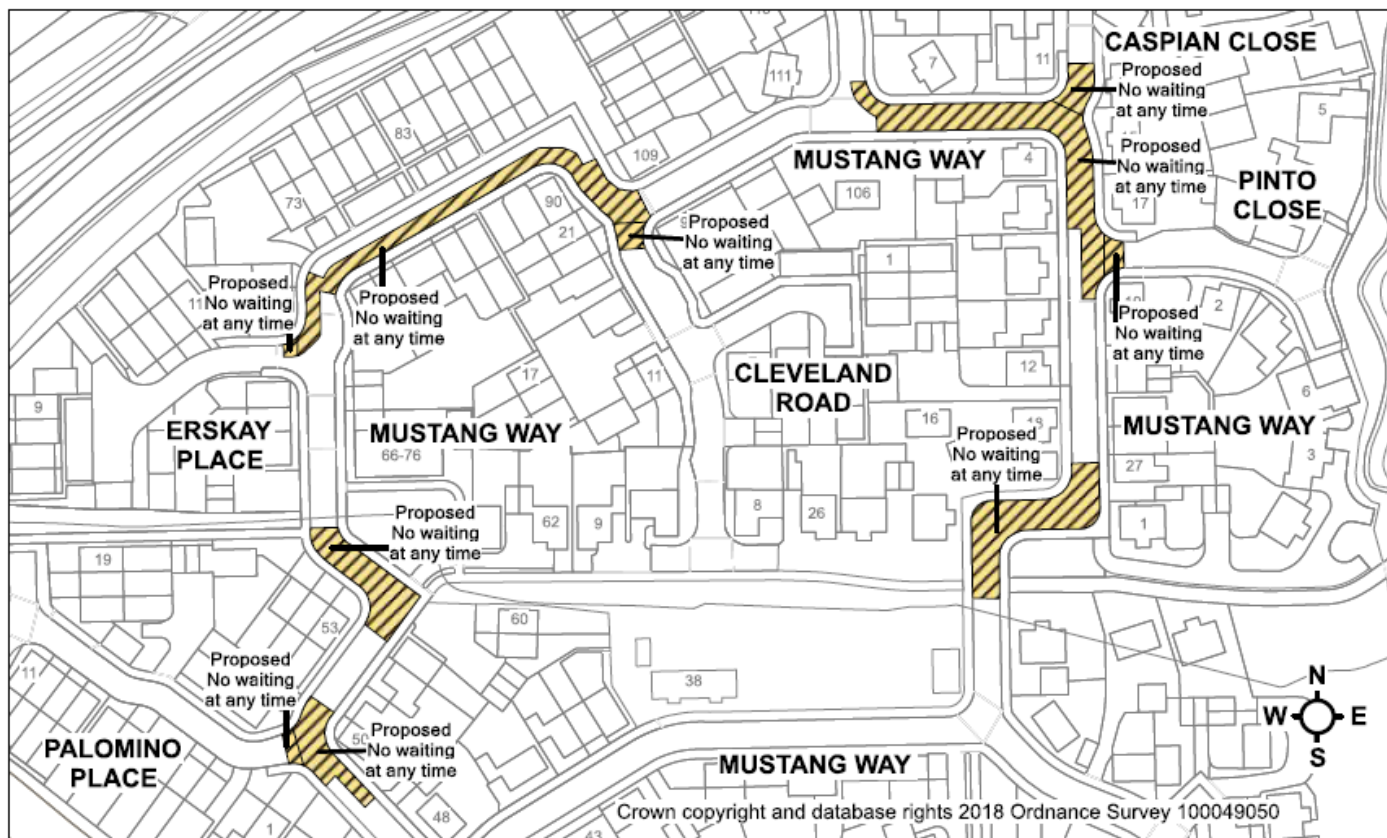 CASPIAN CLOSE
Proposed
No waiting
at any time
7
11
111
5
83
109
MUSTANG WAY
4
Proposed
No waiting
at any time
PINTO
CLOSE
17
73
90
21
106
Proposed
No waiting
at any time
1
Proposed
No waiting
at any time
Proposed
No waiting
at any time
Proposed
No waiting
at any time
2
9
ERSKAY
PLACE
MUSTANG WAY
66-76
17
11
CLEVELAND
ROAD
12
16
18
6
MUSTANG WAY
3
27
Proposed
No waiting
at any time
1
62
9
8
26
Proposed
No waiting
at any time
19
53
60
11
38
Proposed
No waiting
at any time
PALOMINO
PLACE
Proposed
No waiting
at any time
50
48
1
43
MUSTANG WAY
N
W
E
S
Crown copyright and database rights 2018 Ordnance Survey 100049050